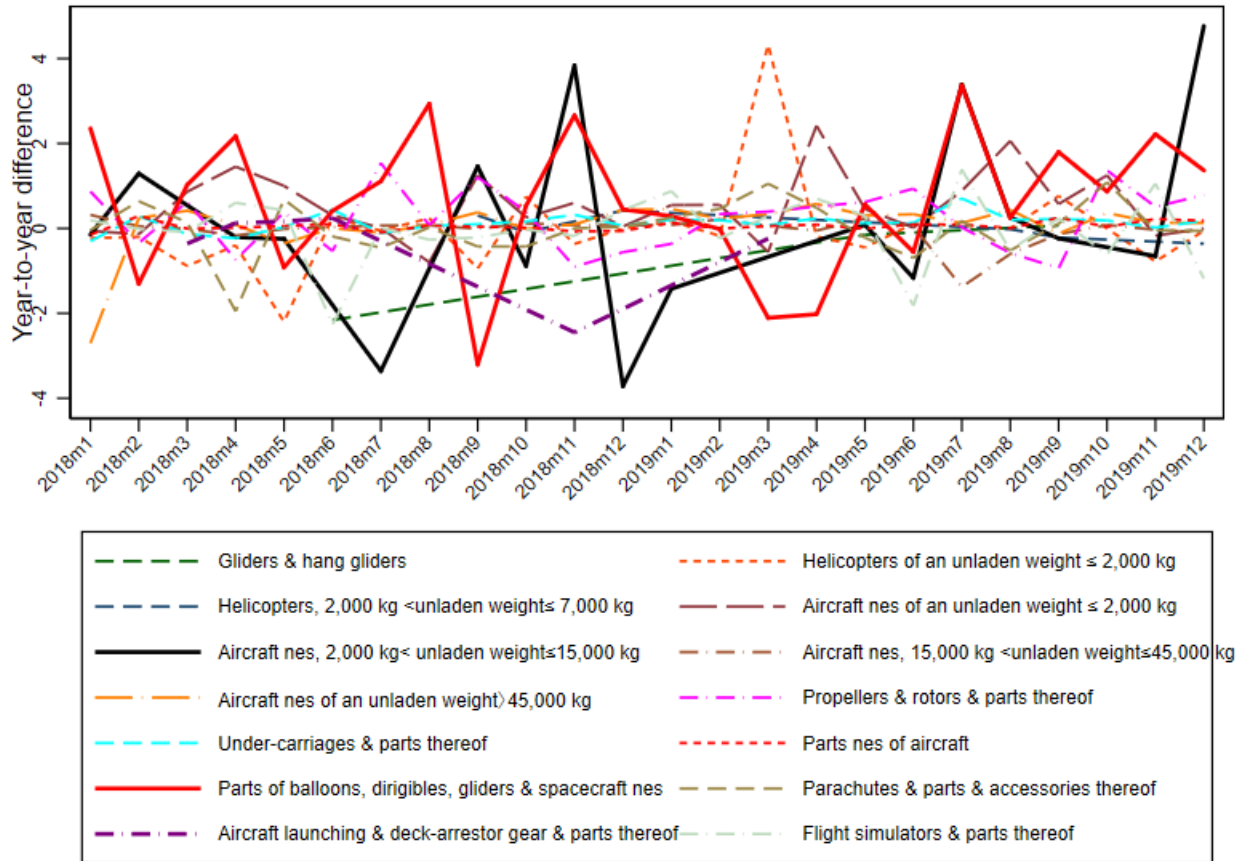 Year-to-year difference
4
2
0
-2
-4
2018m1
2018m2
2018m3
2018m4
2018m5
2018m6
2018m7
2018m8
2018m9
2018m10
2018m11
2018m12
2019m1
2019m2
2019m3
2019m4
2019m5
2019m6
2019m7
2019m8
2019m9
2019m10
2019m11
2019m12
Gliders & hang gliders
Helicopters of an unladen weight ≤ 2,000 kg
Helicopters, 2,000 kg <unladen weight≤ 7,000 kg
Aircraft nes of an unladen weight ≤ 2,000 kg
Aircraft nes, 2,000 kg< unladen weight≤15,000 kg
Aircraft nes, 15,000 kg <unladen weight≤45,000 kg
Aircraft nes of an unladen weight〉45,000 kg
Propellers & rotors & parts thereof
Under-carriages & parts thereof
Parts nes of aircraft
Parts of balloons, dirigibles, gliders & spacecraft nes
Parachutes & parts & accessories thereof
Aircraft launching & deck-arrestor gear & parts thereof
Flight simulators & parts thereof